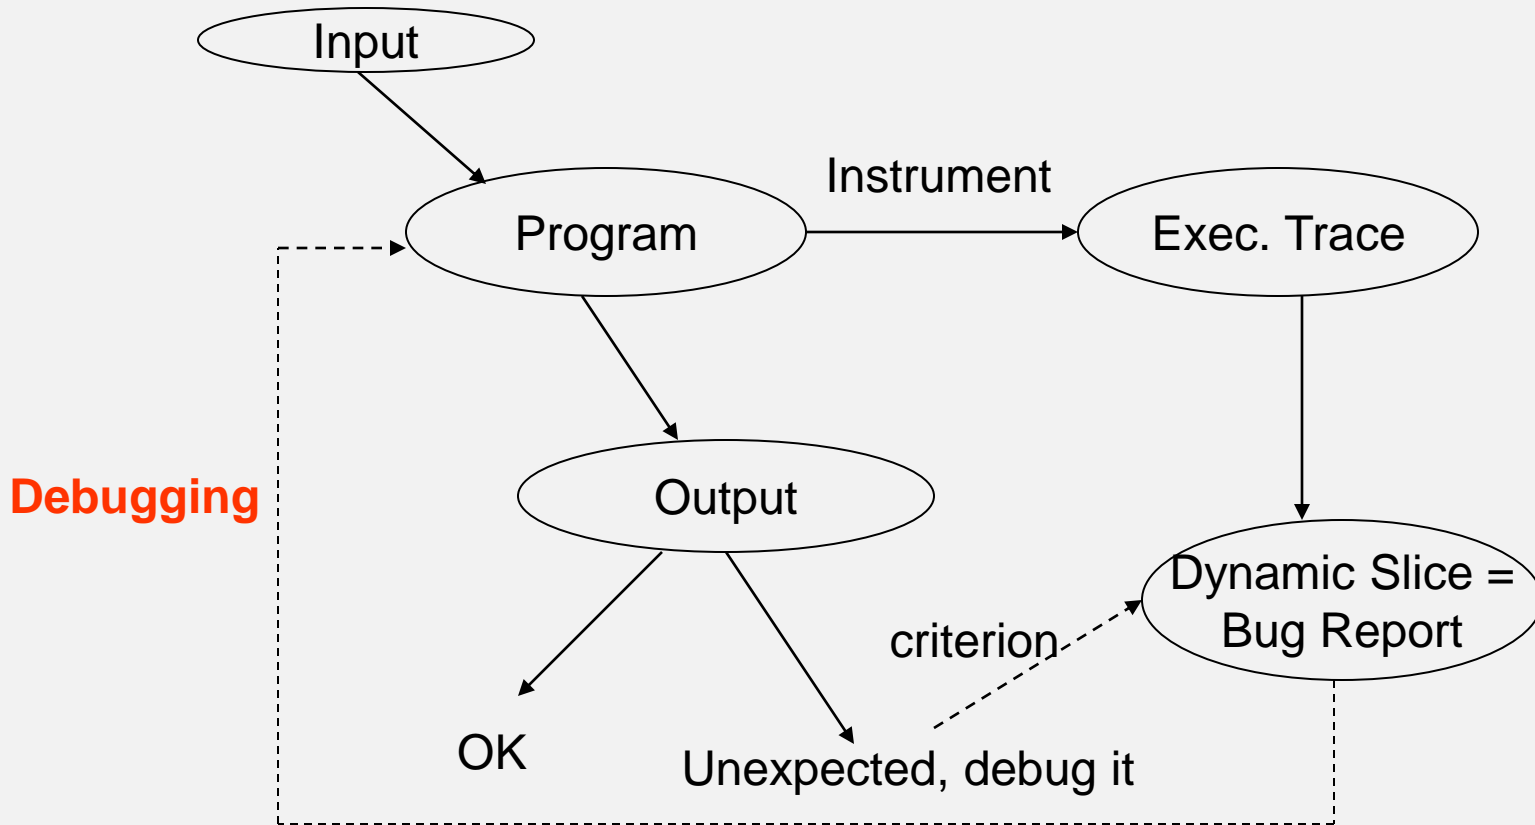 Input
Instrument
Program
Exec. Trace
Debugging
Output
Dynamic Slice =
Bug Report
criterion
OK
Unexpected, debug it